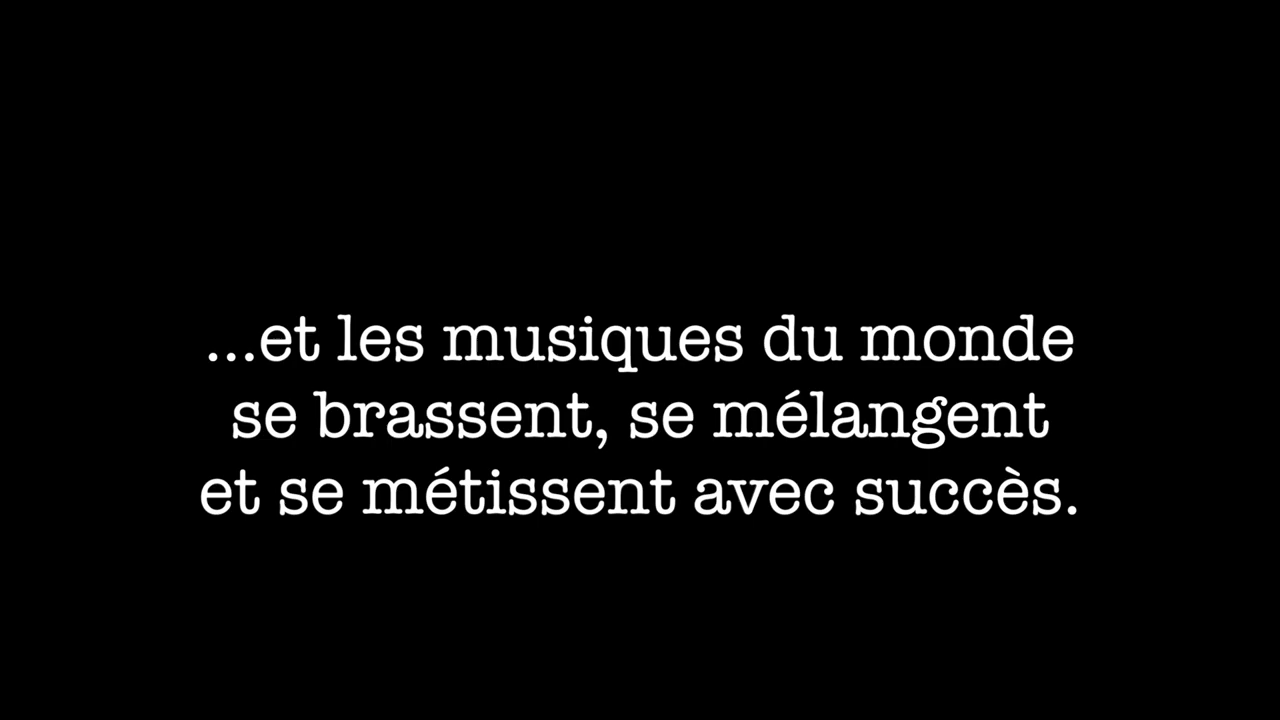 ...et les musiques du monde
se brassent, se mélangent
et se métissent avec succès.